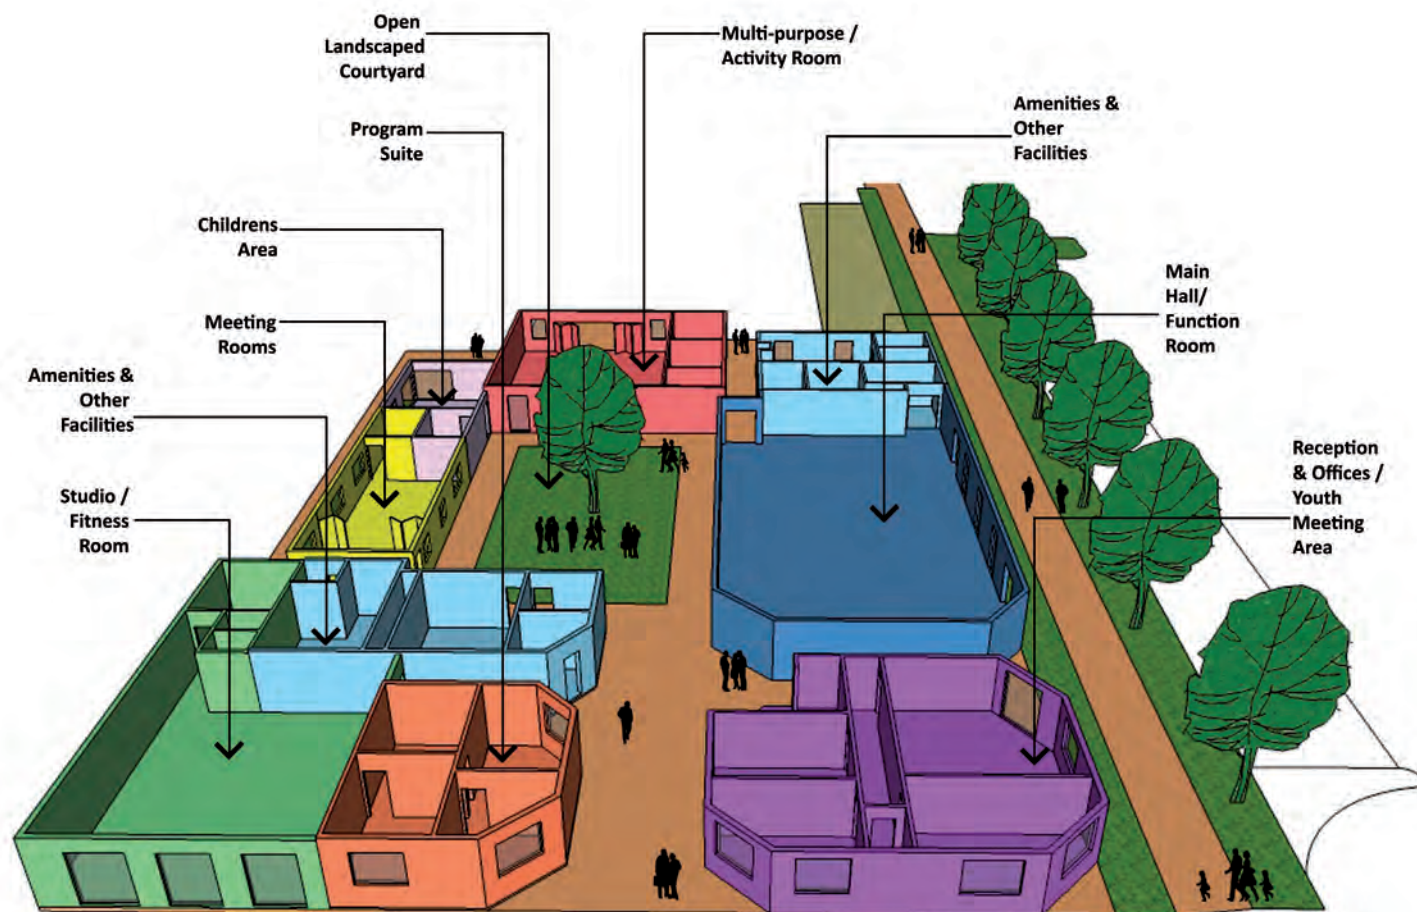 Open
Landscaped
Courtyard
Multi-purpose /
Activity Room
Program
Suite
Amenities &
Other
Facilities
Childrens
Area
Main
Hall/
Function
Room
Meeting
Rooms
Amenities &
Other
Facilities
Reception
& Offices /
Youth
Meeting
Area
Studio /
Fitness
Room